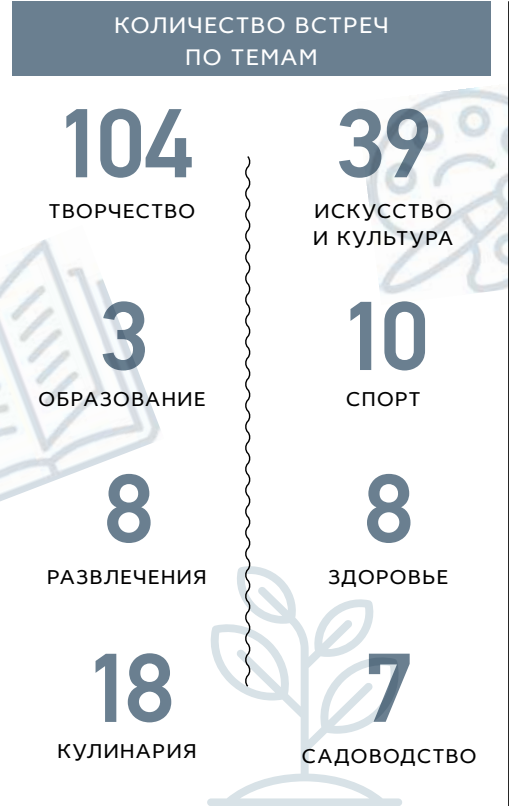 КОЛИЧЕСТВО ВСТРЕЧ
ПО ТЕМАМ
104
ТВОРЧЕСТВО
39
ИСКУССТВО
И КУЛЬТУРА
3
ОБРАЗОВАНИЕ
10
СПОРТ
8
РАЗВЛЕЧЕНИЯ
8
ЗДОРОВЬЕ
18
КУЛИНАРИЯ
7
САДОВОДСТВО